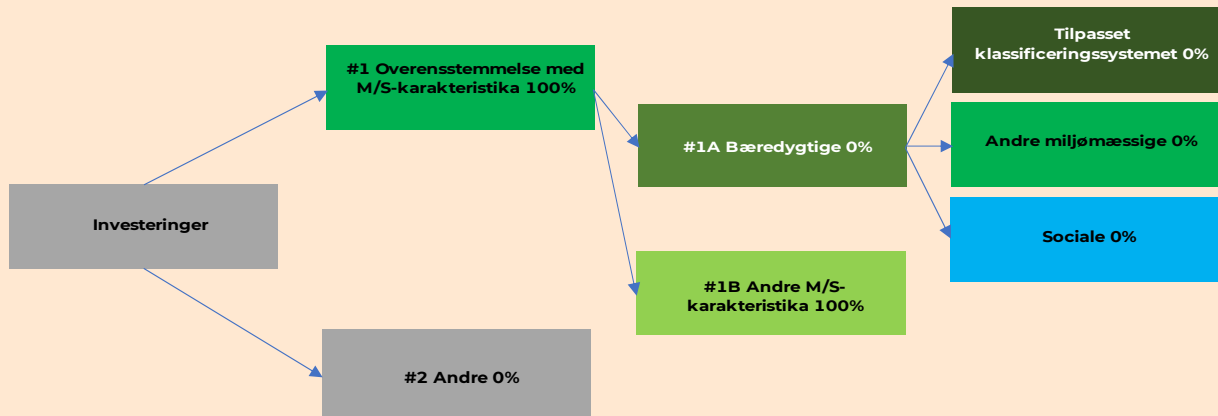 Investeringer
#1 Overensstemmelse med
M/S-karakteristika 100%
#2 Andre 0%
#1A Bæredygtige 0%
#1B Andre M/S-
karakteristika 100%
Tilpasset
klassificeringssystemet 0%
Andre miljømæssige 0%
Sociale 0%